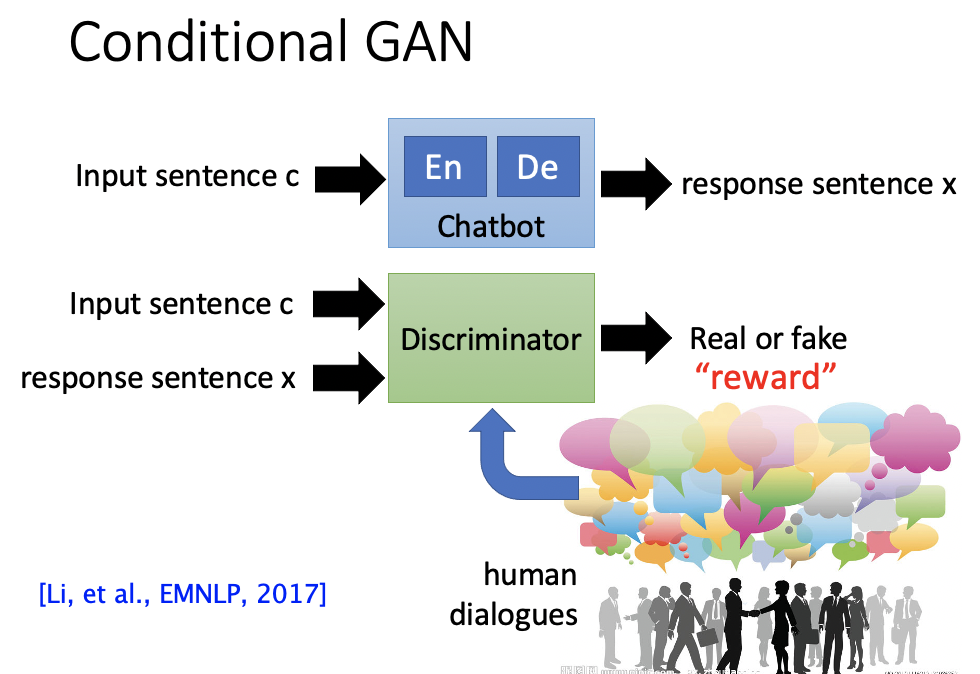 Conditional GAN
Input sentence c
En
De
Chatbot
response sentence x
Input sentence c
response sentence x
Discriminator
Real or fake
“reward”
human
dialogues
[Li, et al., EMNLP, 2017]